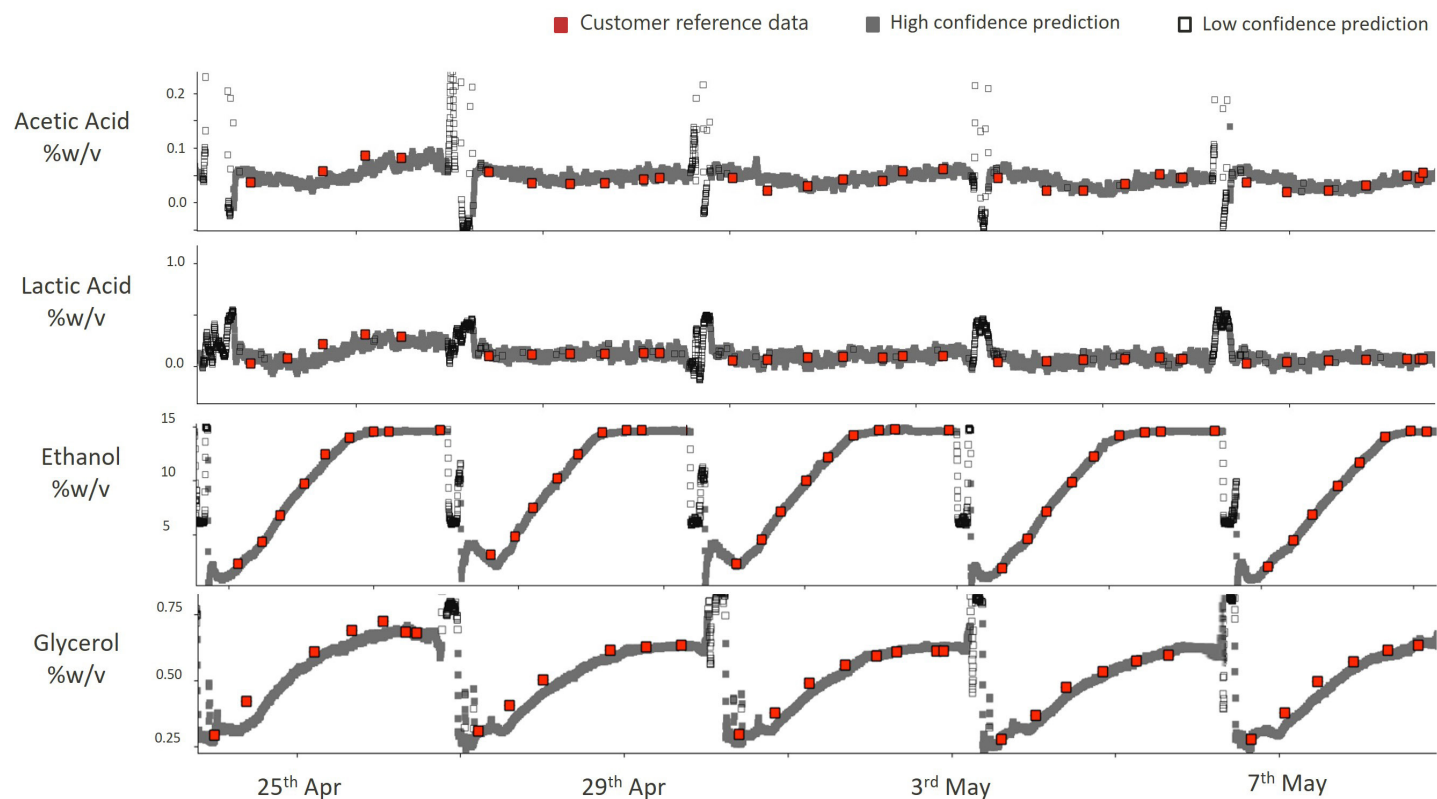 Customer reference data
High confidence prediction
Low confidence prediction
Acetic Acid
%w/v
0.2
0.1
0.0
Lactic Acid
%w/v
1.0
0.0
Ethanol
%w/v
15
10
5
Glycerol
%w/v
0.75
0.50
0.25
25th Apr
29th Apr
3rd May
7th May